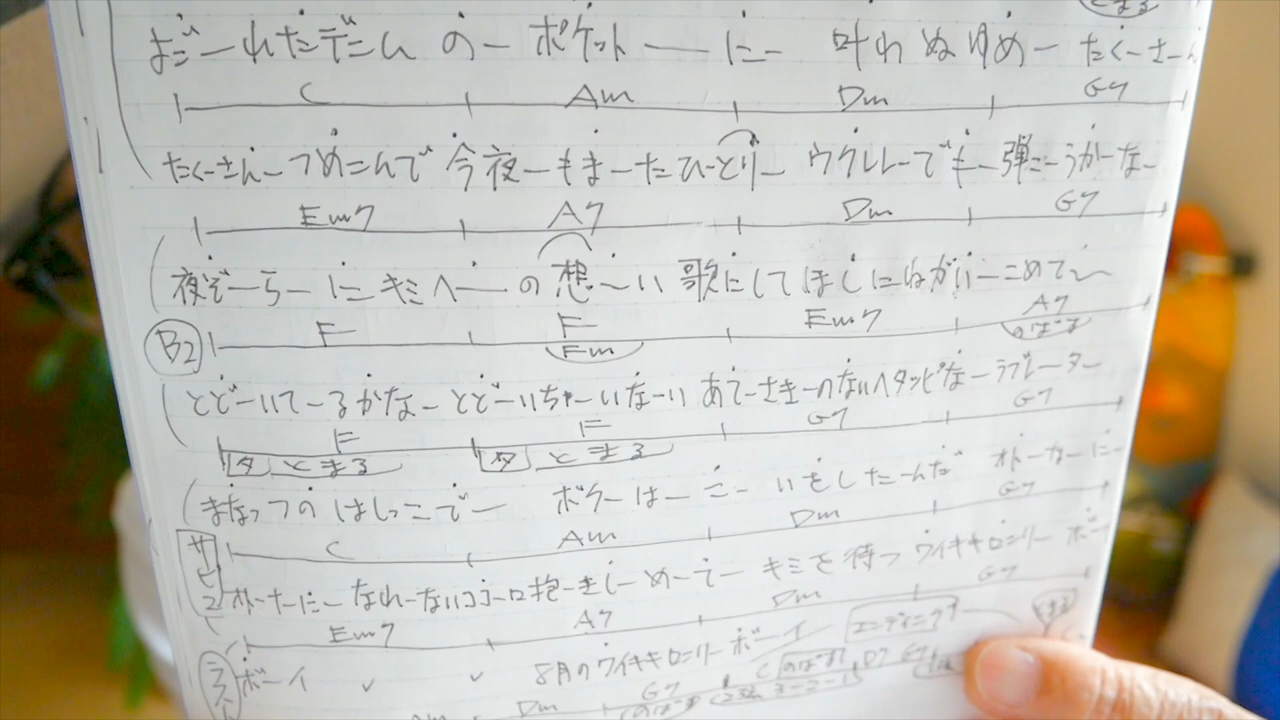 よごーれたデニム のー ポケット ーー にー 叶わぬゆめー たくーさーん
C Am Dm G7
たくーさんー つめこんで 今夜ーもまーたひーとりー ウクレレーでもー弾こーうかーなー
Em7 A7 Dm G7
夜ぞーらーに キミへーーの想〜い 歌にしてほしにねがいーこめて〜
B2 F F Em7 A7
Fm のばす
とどーいてーるかなー とどーいちゃーいなーい あてーさきーのないヘタッピなーラブレーター
F F G7 G7
タ とまる タ とまる
まなつのはしっこでー ボクーはー こー いをしたーんだ オトーナーにー
サビ2 C Am Dm G7
オトーナーにー なれーないココーロ抱ーきしーめーてー キミを待つ ワイキキロンリー ボー
Em7 A7 Dm G7
ラスト ボーイ 8月のワイキキロンリーボーイ エンディング
Am Dm G7 C のばす D7 G7
のばす 3-2-1